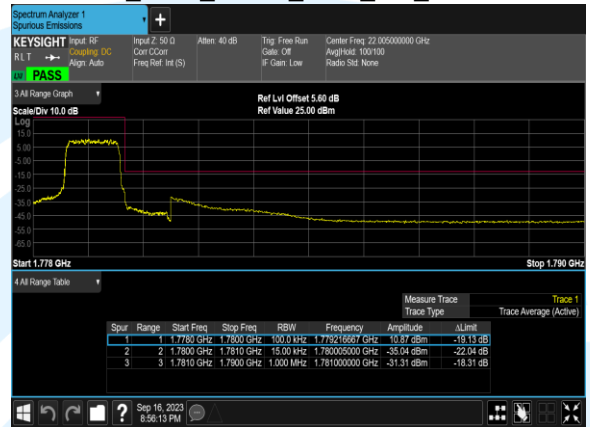 Spectrum Analyzer 1
Spurious Emissions
+
KEYSIGHT Input: RF Input Z: 50 Ω Atten: 40 dB Trig: Free Run Center Freq: 22.005000000 GHz
RLT Coupling: DC Corr CCorr Gate: Off Avg|Hold: 100/100
Align: Auto Freq Ref: Int (S) IF Gain: Low Radio Std: None
PASS
3 All Range Graph
Ref Lvl Offset 5.60 dB
Scale/Div 10.0 dB Ref Value 25.00 dBm
Log
15.0
5.00
-5.00
-15.0
-25.0
-35.0
-45.0
-55.0
-65.0
Start 1.778 GHz Stop 1.790 GHz
4 All Range Table
Measure Trace Trace 1
Trace Type Trace Average (Active)
Spur Range Start Freq Stop Freq RBW Frequency Amplitude ΔLimit
1 1 1.7780 GHz 1.7800 GHz 100.0 kHz 1.779216667 GHz 10.87 dBm -19.13 dB
2 2 1.7800 GHz 1.7810 GHz 15.00 kHz 1.780005000 GHz -35.04 dBm -22.04 dB
3 3 1.7810 GHz 1.7900 GHz 1.000 MHz 1.781000000 GHz -31.31 dBm -18.31 dB
? Sep 16, 2023
8:56:13 PM